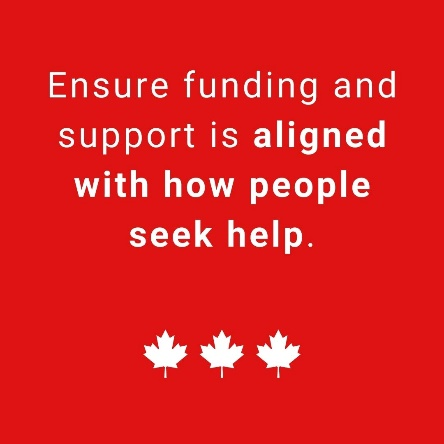 Ensure funding and
support is aligned
with how people
seek help.